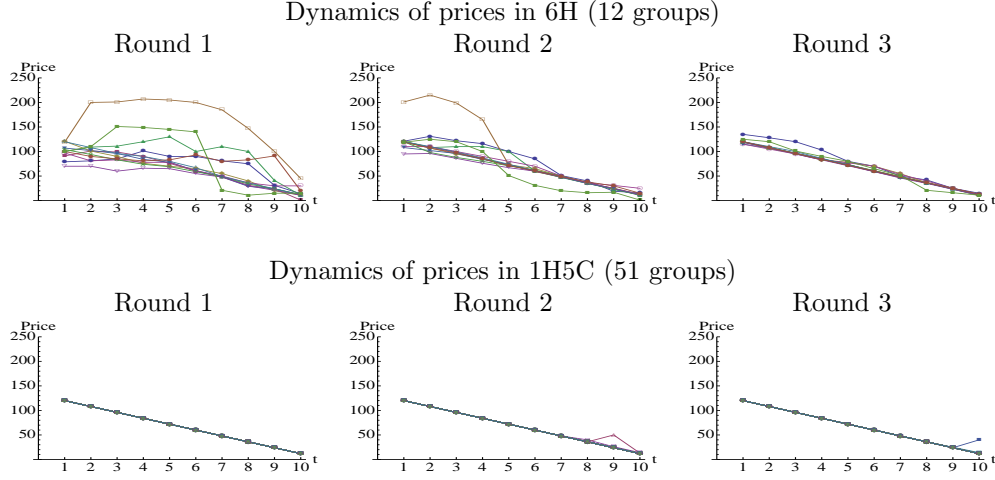 Dynamics of prices in 6H (12 groups)
Round 1 Round 2 Round 3
Price Price Price
250 250 250
200 200 200
150 150 150
100 100 100
50 50 50
1 2 3 4 5 6 7 8 9 10 t 1 2 3 4 5 6 7 8 9 10 t 1 2 3 4 5 6 7 8 9 10 t
Dynamics of prices in 1H5C (51 groups)
Round 1 Round 2 Round 3
Price Price Price
250 250 250
200 200 200
150 150 150
100 100 100
50 50 50
1 2 3 4 5 6 7 8 9 10 t 1 2 3 4 5 6 7 8 9 10 t 1 2 3 4 5 6 7 8 9 10 t